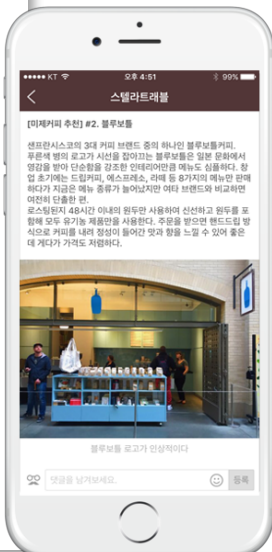 KT 오후 4:51 99%
스텔라트래블
[미제커피 추천] #2. 블루보틀
샌프란시스코의 3대 커피 브랜드 중의 하나인 블루보틀커피.
푸른색 병의 로고가 시선을 잡아끄는 블루보틀은 일본 문화에서
영감을 받아 단순함을 강조한 인테리어만큼 메뉴도 심플하다. 창
업 초기에는 드립커피, 에스프레소, 라떼 등 8가지의 메뉴만 판매
하다가 지금은 메뉴 종류가 늘어났지만 여타 브랜드와 비교하면
여전히 단출한 편.
로스팅된지 48시간 이내의 원두만 사용하여 신선하고 원두를 포
함해 모두 유기농 제품만을 사용한다. 주문을 받으면 핸드드립 방
식으로 커피를 내려 정성이 들어간 맛과 향을 느낄 수 있어 좋은
데 게다가 가격도 저렴하다.
블루보틀 로고가 인상적이다
댓글을 남겨보세요. 등록